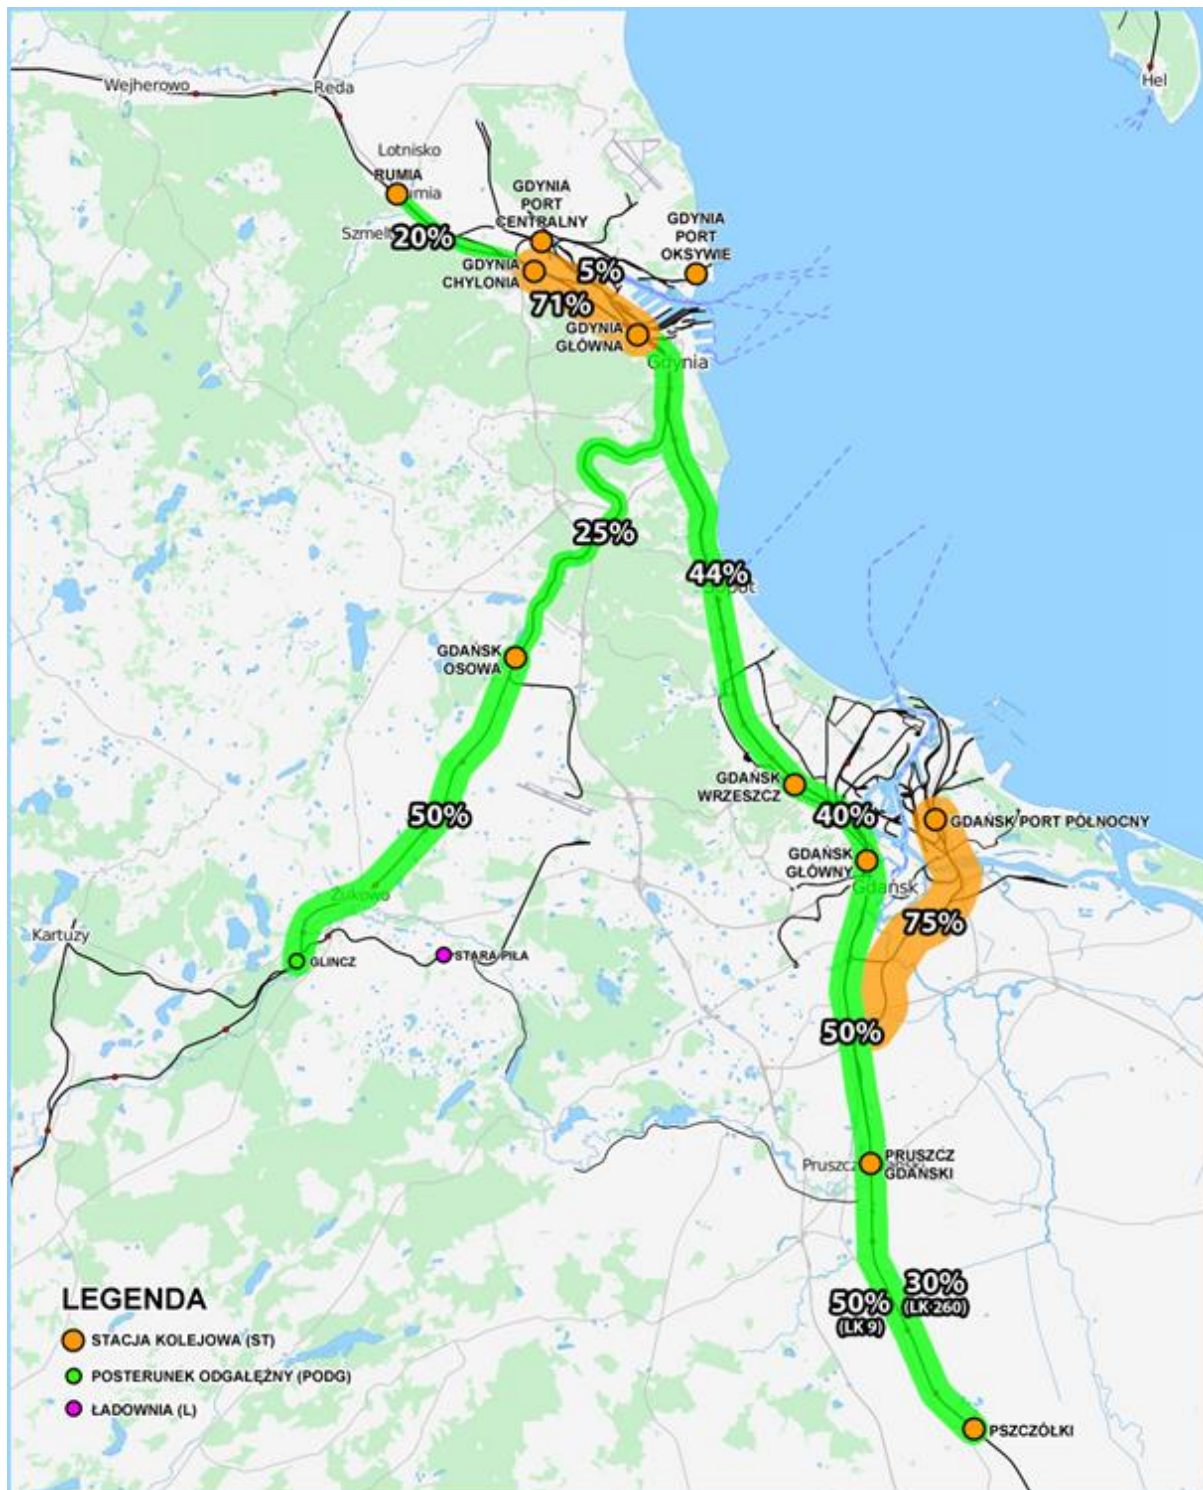 Hel
Wejherowo
Reda
Lotnisko
RUMIA
GDYNIA
PORT
CENTRALNY
GDYNIA
PORT
OKSYWIE
20%
GDYNIA
CHYLONIA
5%
71%
GDYNIA
GŁÓWNA
Gdynia
25%
44%
GDAŃSK
OSOWA
GDAŃSK
WRZESZCZ
50%
40%
GDAŃSK PORT PÓŁNOCNY
GDAŃSK
GŁÓWNY
Gdańsk
Żukowo
75%
Kartuzy
GLINCZ
STARA PIŁA
50%
PRUSZCZ
GDAŃSKI
Pruszcz
30%
(LK 260)
50%
(LK 9)
LEGENDA
STACJA KOLEJOWA (ST)
POSTERUNEK ODGAŁĘŹNY (PODG)
ŁADOWNIA (L)
PSZCZÓŁKI